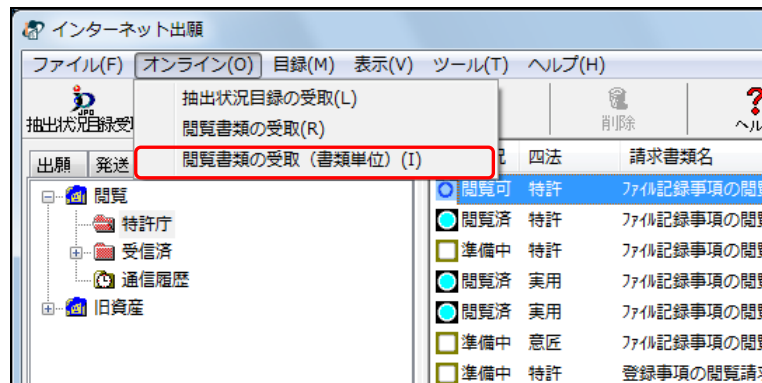 インターネット出願
ファイル(F) オンライン(O) 目録(M) 表示(V) ツール(T) ヘルプ(H)
抽出状況目録の受取(L)
閲覧書類の受取(R)
閲覧書類の受取（書類単位）(I)
JPO
抽出状況目録受
削除
ヘル
出願 発送
四法 請求書類名
閲覧
特許庁
受信済
通信履歴
旧資産
閲覧可 特許 ファイル記録事項の閲
閲覧済 特許 ファイル記録事項の閲
準備中 特許 ファイル記録事項の閲
閲覧済 実用 ファイル記録事項の閲
閲覧済 実用 ファイル記録事項の閲
準備中 意匠 ファイル記録事項の閲
準備中 特許 登録事項の閲覧請